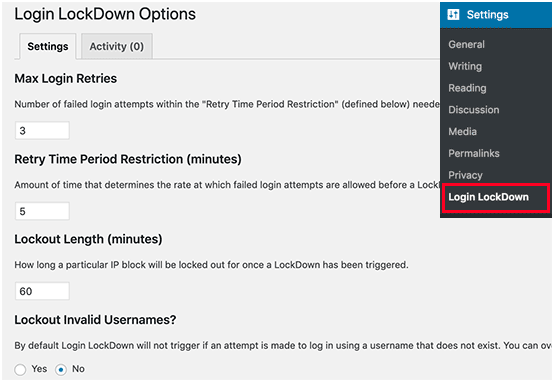 Login LockDown Options
Settings
Activity (0)
Max Login Retries
Number of failed login attempts within the "Retry Time Period Restriction" (defined below) neede
3
Retry Time Period Restriction (minutes)
Amount of time that determines the rate at which failed login attempts are allowed before a Lock
5
Lockout Length (minutes)
How long a particular IP block will be locked out for once a LockDown has been triggered.
60
Lockout Invalid Usernames?
By default Login LockDown will not trigger if an attempt is made to log in using a username that does not exist. You can ov
Yes No
Settings
General
Writing
Reading
Discussion
Media
Permalinks
Privacy
Login LockDown